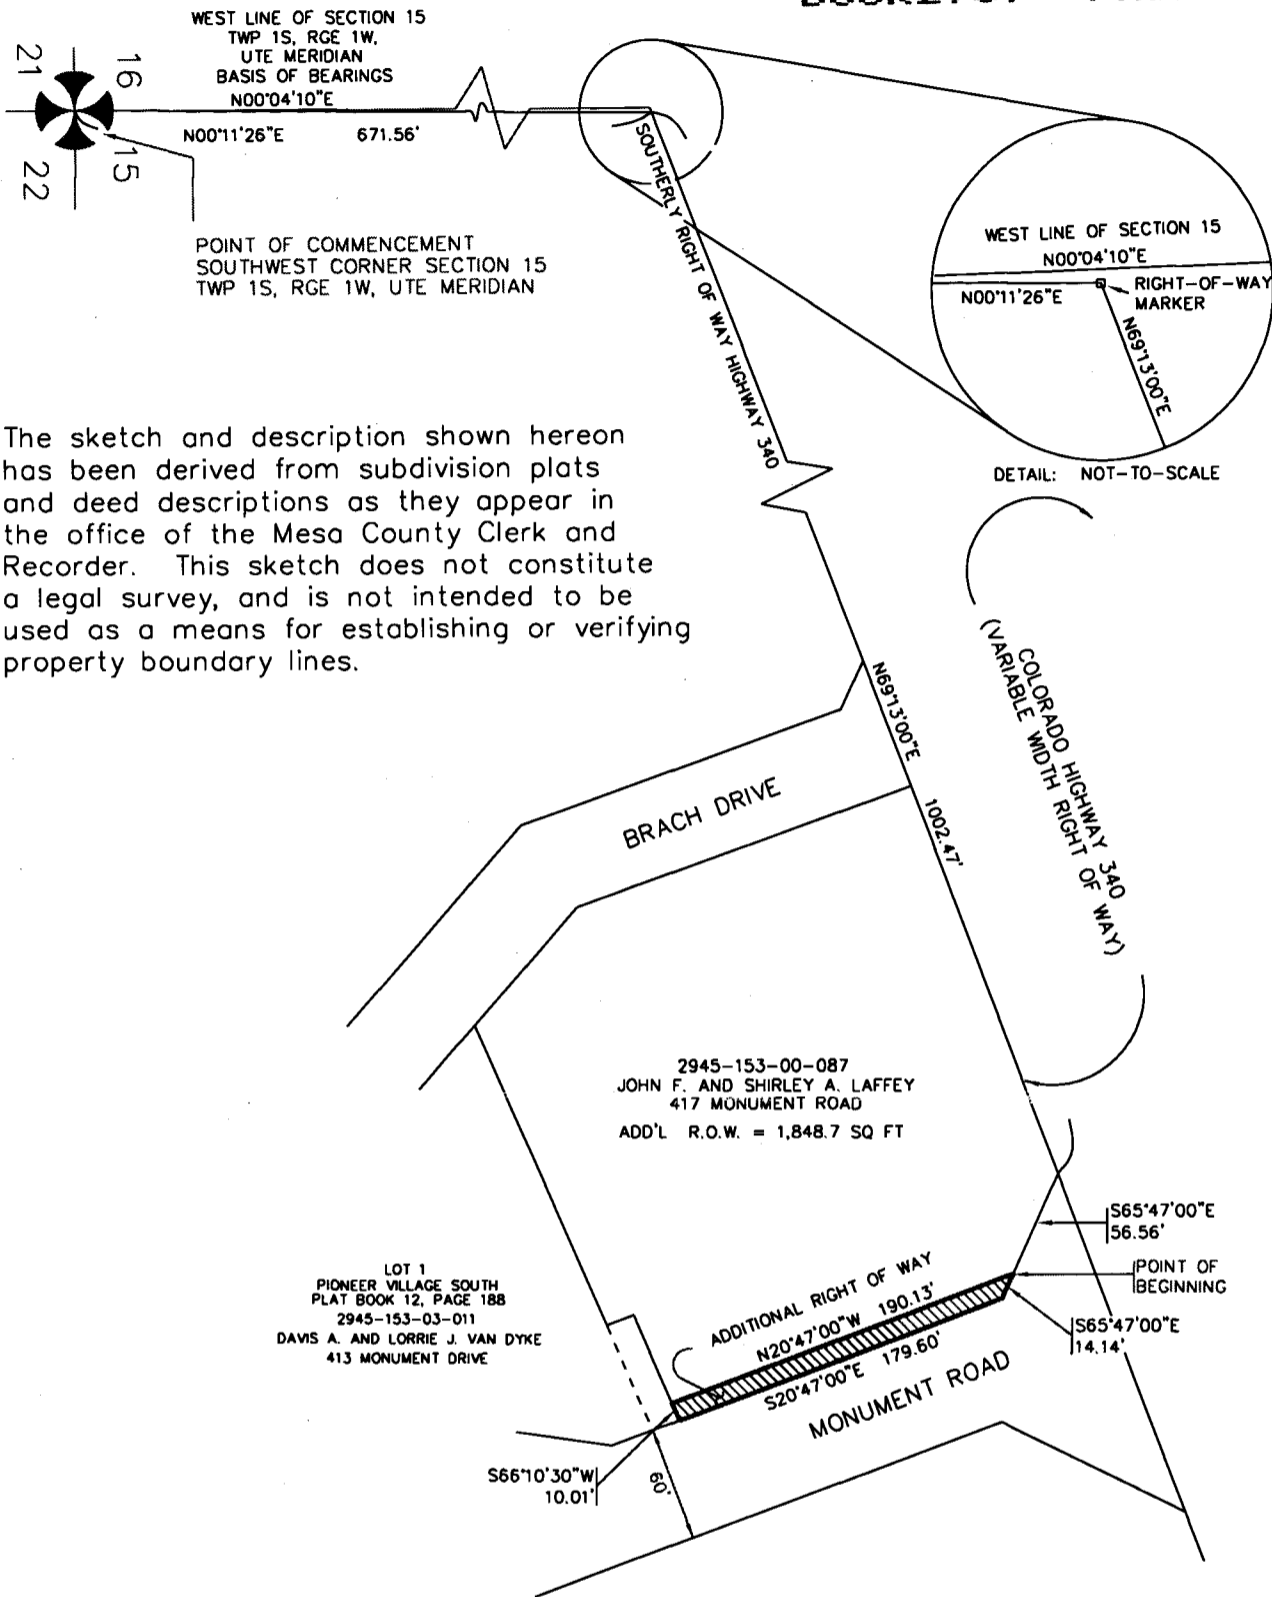 WEST LINE OF SECTION 15
TWP 1S, RGE 1W,
UTE MERIDIAN
BASIS OF BEARINGS
N00°04'10"E
N00°11'26"E 671.56'
21
16
22
15
POINT OF COMMENCEMENT
SOUTHWEST CORNER SECTION 15
TWP 1S, RGE 1W, UTE MERIDIAN
SOUTHERLY RIGHT OF WAY HIGHWAY 340
WEST LINE OF SECTION 15
N00°04'10"E
N00°11'26"E
RIGHT-OF-WAY
MARKER
N69°13'00"E
DETAIL: NOT-TO-SCALE
The sketch and description shown hereon
has been derived from subdivision plats
and deed descriptions as they appear in
the office of the Mesa County Clerk and
Recorder. This sketch does not constitute
a legal survey, and is not intended to be
used as a means for establishing or verifying
property boundary lines.
COLORADO HIGHWAY 340
(VARIABLE WIDTH RIGHT OF WAY)
N69°13'00"E 1002.47'
BRACH DRIVE
2945-153-00-087
JOHN F. AND SHIRLEY A. LAFFEY
417 MONUMENT ROAD
ADD'L R.O.W. = 1,848.7 SQ FT
S65°47'00"E
56.56'
POINT OF
BEGINNING
S65°47'00"E
14.14'
LOT 1
PIONEER VILLAGE SOUTH
PLAT BOOK 12, PAGE 188
2945-153-03-011
DAVIS A. AND LORRIE J. VAN DYKE
413 MONUMENT DRIVE
ADDITIONAL RIGHT OF WAY
N20°47'00"W 190.13'
S20°47'00"E 179.60'
MONUMENT ROAD
S66°10'30"W
10.01'
60'